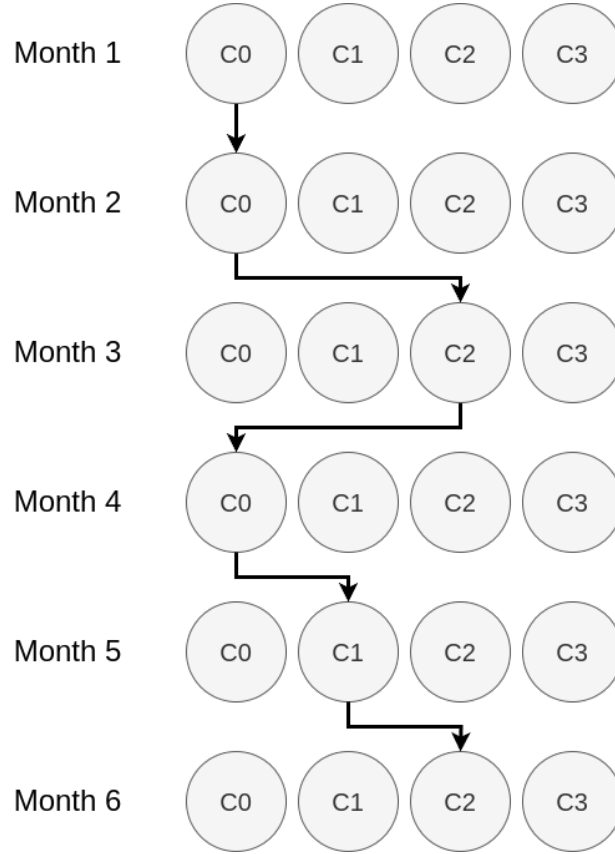 Month 1 C0 C1 C2 C3
Month 2 C0 C1 C2 C3
Month 3 C0 C1 C2 C3
Month 4 C0 C1 C2 C3
Month 5 C0 C1 C2 C3
Month 6 C0 C1 C2 C3